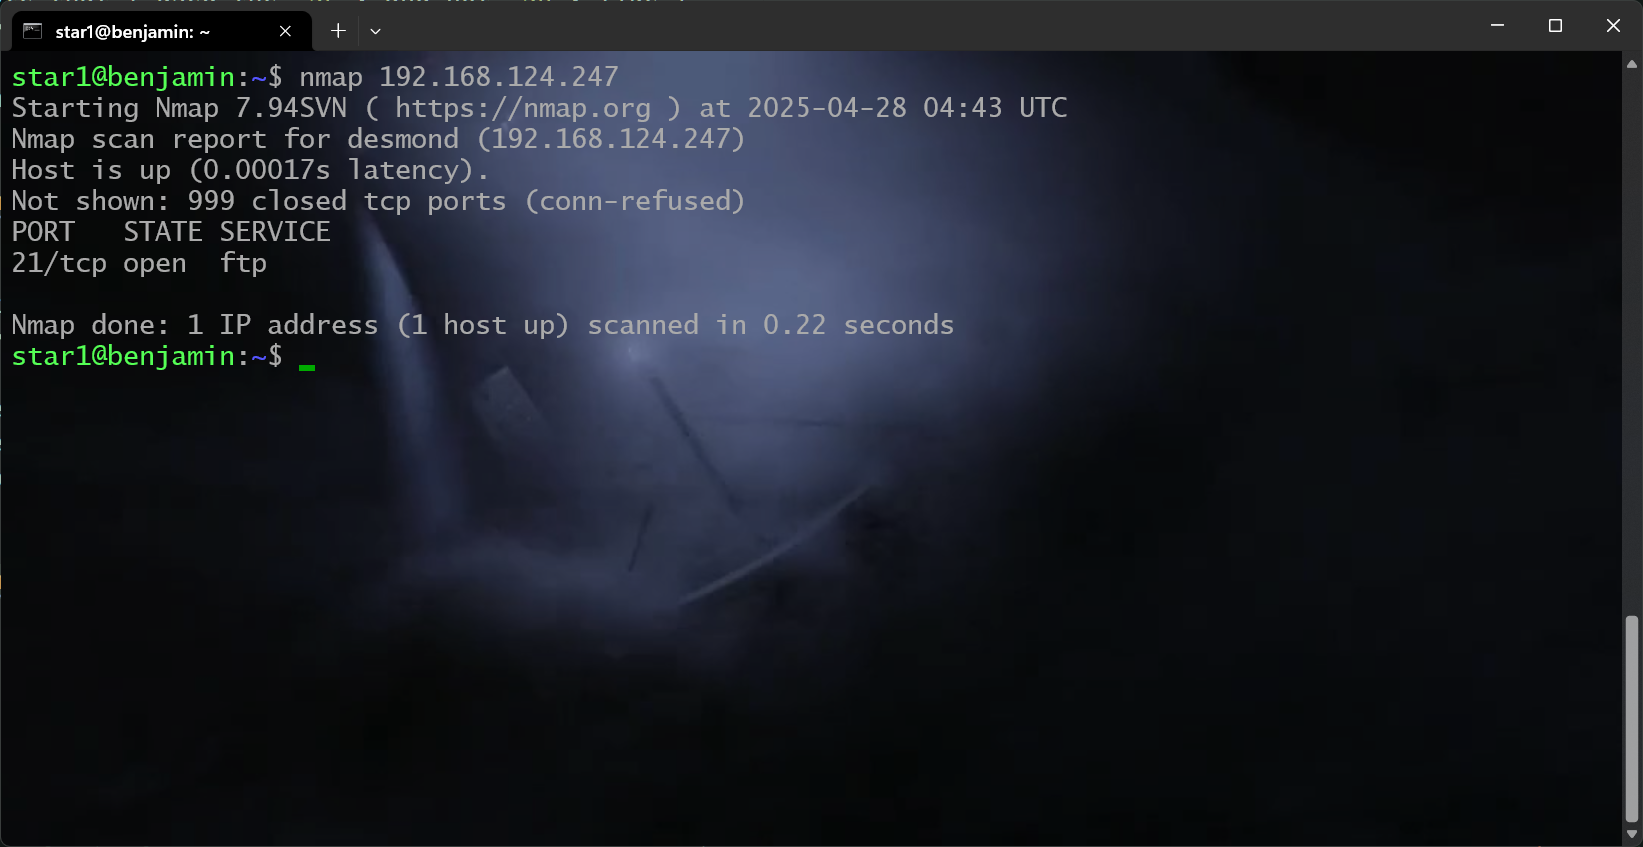 star1@benjamin: ~
star1@benjamin:~$ nmap 192.168.124.247
Starting Nmap 7.94SVN ( https://nmap.org ) at 2025-04-28 04:43 UTC
Nmap scan report for desmond (192.168.124.247)
Host is up (0.00017s latency).
Not shown: 999 closed tcp ports (conn-refused)
PORT   STATE SERVICE
21/tcp open  ftp
Nmap done: 1 IP address (1 host up) scanned in 0.22 seconds
star1@benjamin:~$